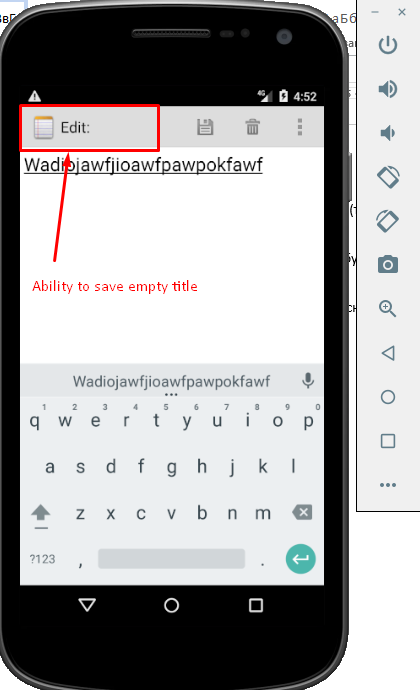 4G 4:52
Edit:
Wadiojawfjioawfpawpokfawf
Ability to save empty title
Wadiojawfjioawfpawpokfawf
1 2 3 4 5 6 7 8 9 0
q w e r t y u i o p
a s d f g h j k l
z x c v b n m
?123 , .